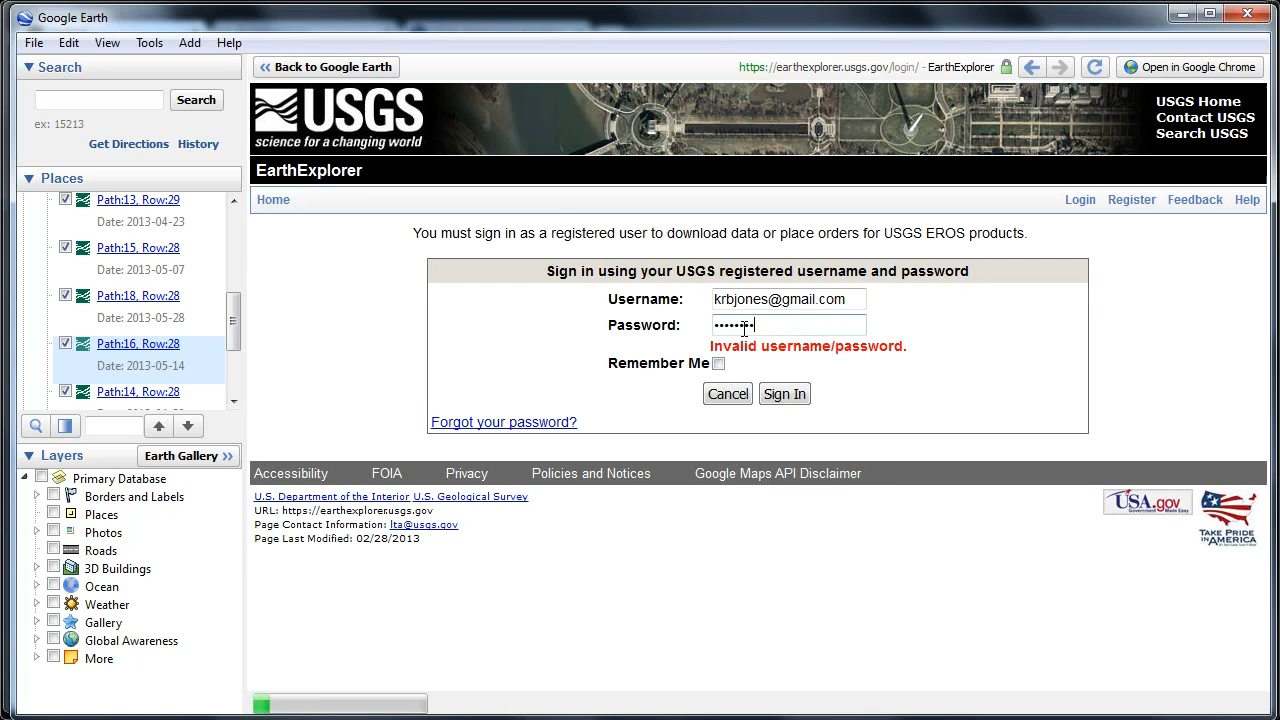 Google Earth
File Edit View Tools Add Help
Search
Search
ex: 15213
Get Directions History
Places
Path:13, Row:29
Date: 2013-04-23
Path:15, Row:28
Date: 2013-05-07
Path:18, Row:28
Date: 2013-05-28
Path:16, Row:28
Date: 2013-05-14
Path:14, Row:28
Layers
Earth Gallery >>
Primary Database
Borders and Labels
Places
Photos
Roads
3D Buildings
Ocean
Weather
Gallery
Global Awareness
More
<< Back to Google Earth
https://earthexplorer.usgs.gov/login/ - EarthExplorer
Open in Google Chrome
USGS
science for a changing world
USGS Home
Contact USGS
Search USGS
EarthExplorer
Home
Login Register Feedback Help
You must sign in as a registered user to download data or place orders for USGS EROS products.
Sign in using your USGS registered username and password
Username: krbjones@gmail.com
Password: ••••••••
Invalid username/password.
Remember Me
Cancel Sign In
Forgot your password?
Accessibility FOIA Privacy Policies and Notices Google Maps API Disclaimer
U.S. Department of the Interior U.S. Geological Survey
URL: https://earthexplorer.usgs.gov
Page Contact Information: lta@usgs.gov
Page Last Modified: 02/28/2013
USA.gov
Government Made Easy
TAKE PRIDE
IN AMERICA